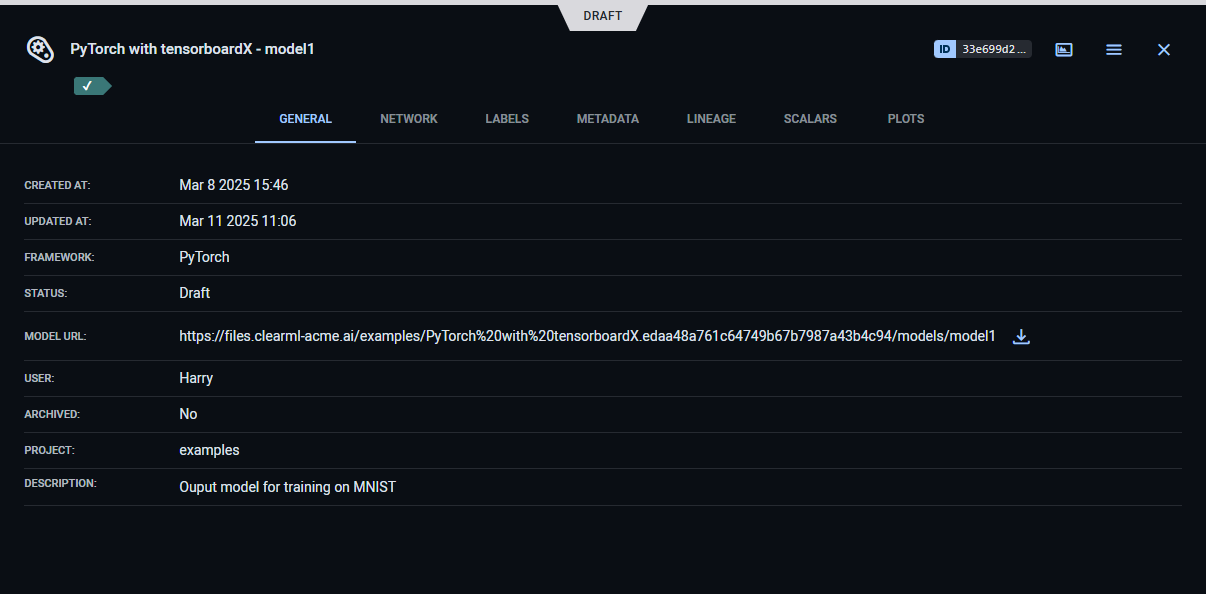 DRAFT
PyTorch with tensorboardX - model1
ID 33e699d2...
GENERAL NETWORK LABELS METADATA LINEAGE SCALARS PLOTS
CREATED AT: Mar 8 2025 15:46
UPDATED AT: Mar 11 2025 11:06
FRAMEWORK: PyTorch
STATUS: Draft
MODEL URL: https://files.clearml-acme.ai/examples/PyTorch%20with%20tensorboardX.edaa48a761c64749b67b7987a43b4c94/models/model1
USER: Harry
ARCHIVED: No
PROJECT: examples
DESCRIPTION: Ouput model for training on MNIST